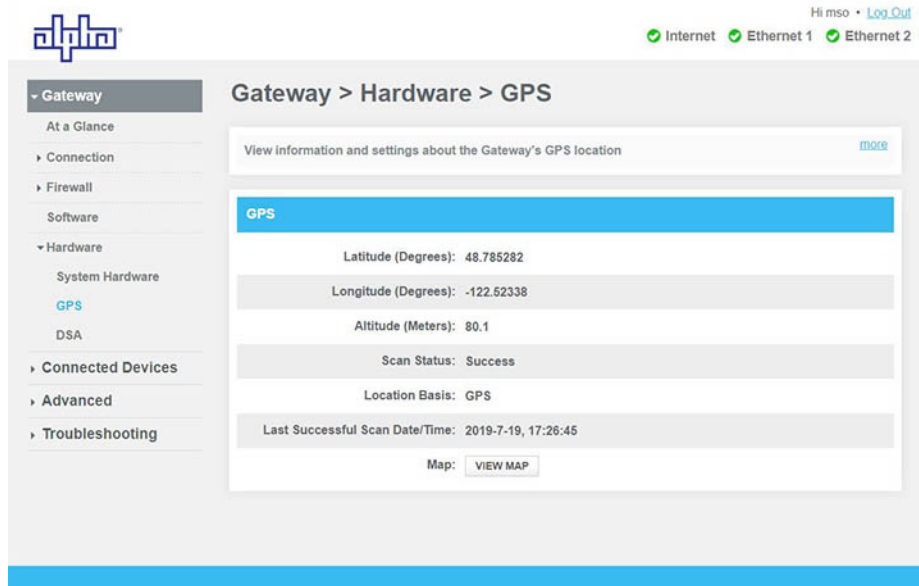 alpha®
Hi mso • Log Out
Internet Ethernet 1 Ethernet 2
Gateway
At a Glance
Connection
Firewall
Software
Hardware
System Hardware
GPS
DSA
Connected Devices
Advanced
Troubleshooting
Gateway > Hardware > GPS
View information and settings about the Gateway's GPS location more
GPS
Latitude (Degrees): 48.785282
Longitude (Degrees): -122.52338
Altitude (Meters): 80.1
Scan Status: Success
Location Basis: GPS
Last Successful Scan Date/Time: 2019-7-19, 17:26:45
Map: VIEW MAP